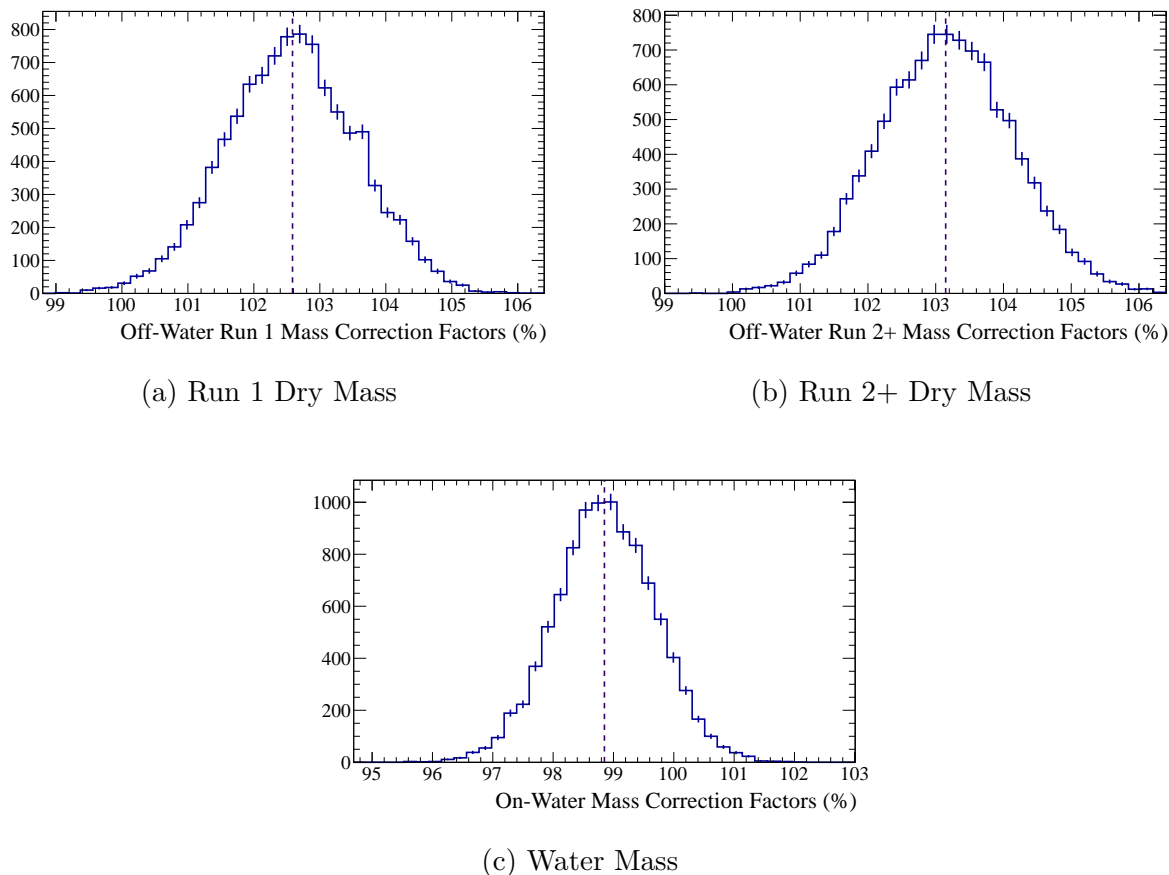 800
700
600
500
400
300
200
100
0
99 100 101 102 103 104 105 106
Off-Water Run 1 Mass Correction Factors (%)
(a) Run 1 Dry Mass
800
700
600
500
400
300
200
100
0
99 100 101 102 103 104 105 106
Off-Water Run 2+ Mass Correction Factors (%)
(b) Run 2+ Dry Mass
1000
800
600
400
200
0
95 96 97 98 99 100 101 102 103
On-Water Mass Correction Factors (%)
(c) Water Mass